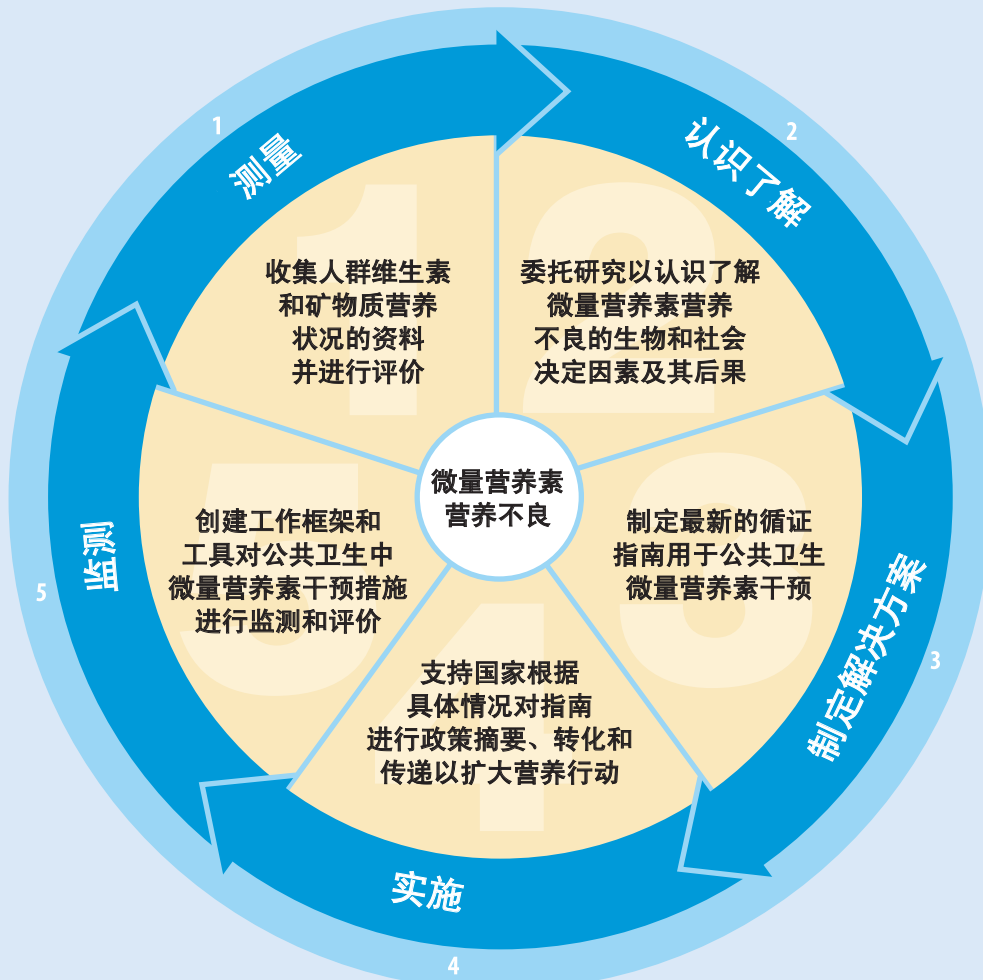 1
测量
1
收集人群维生素
和矿物质营养
状况的资料
并进行评价
2
认识了解
2
委托研究以认识了解
微量营养素营养
不良的生物和社会
决定因素及其后果
3
制定解决方案
3
制定最新的循证
指南用于公共卫生
微量营养素干预
4
实施
4
支持国家根据
具体情况对指南
进行政策摘要、转化和
传递以扩大营养行动
5
监测
5
创建工作框架和
工具对公共卫生中
微量营养素干预措施
进行监测和评价
微量营养素
营养不良